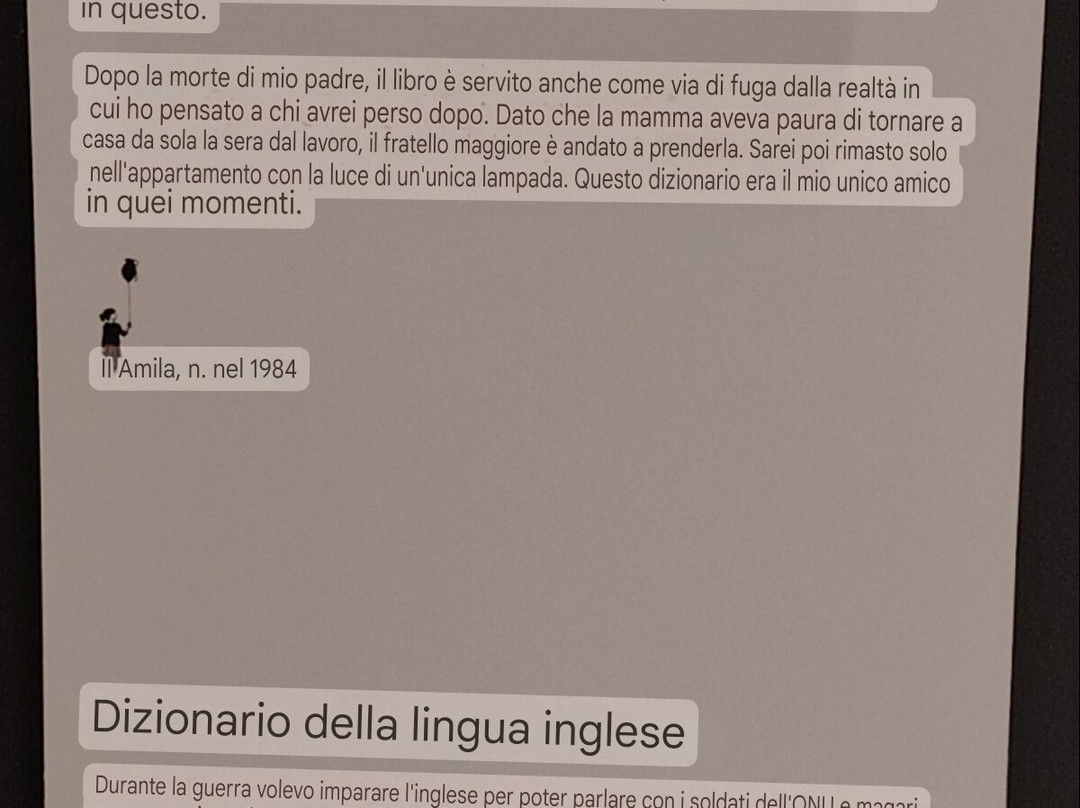 in questo.
Dopo la morte di mio padre, il libro è servito anche come via di fuga dalla realtà in
cui ho pensato a chi avrei perso dopo. Dato che la mamma aveva paura di tornare a
casa da sola la sera dal lavoro, il fratello maggiore è andato a prenderla. Sarei poi rimasto solo
nell'appartamento con la luce di un'unica lampada. Questo dizionario era il mio unico amico
in quei momenti.
Amila, n. nel 1984
Dizionario della lingua inglese
Durante la guerra volevo imparare l'inglese per poter parlare con i soldati dell'ONU e magari